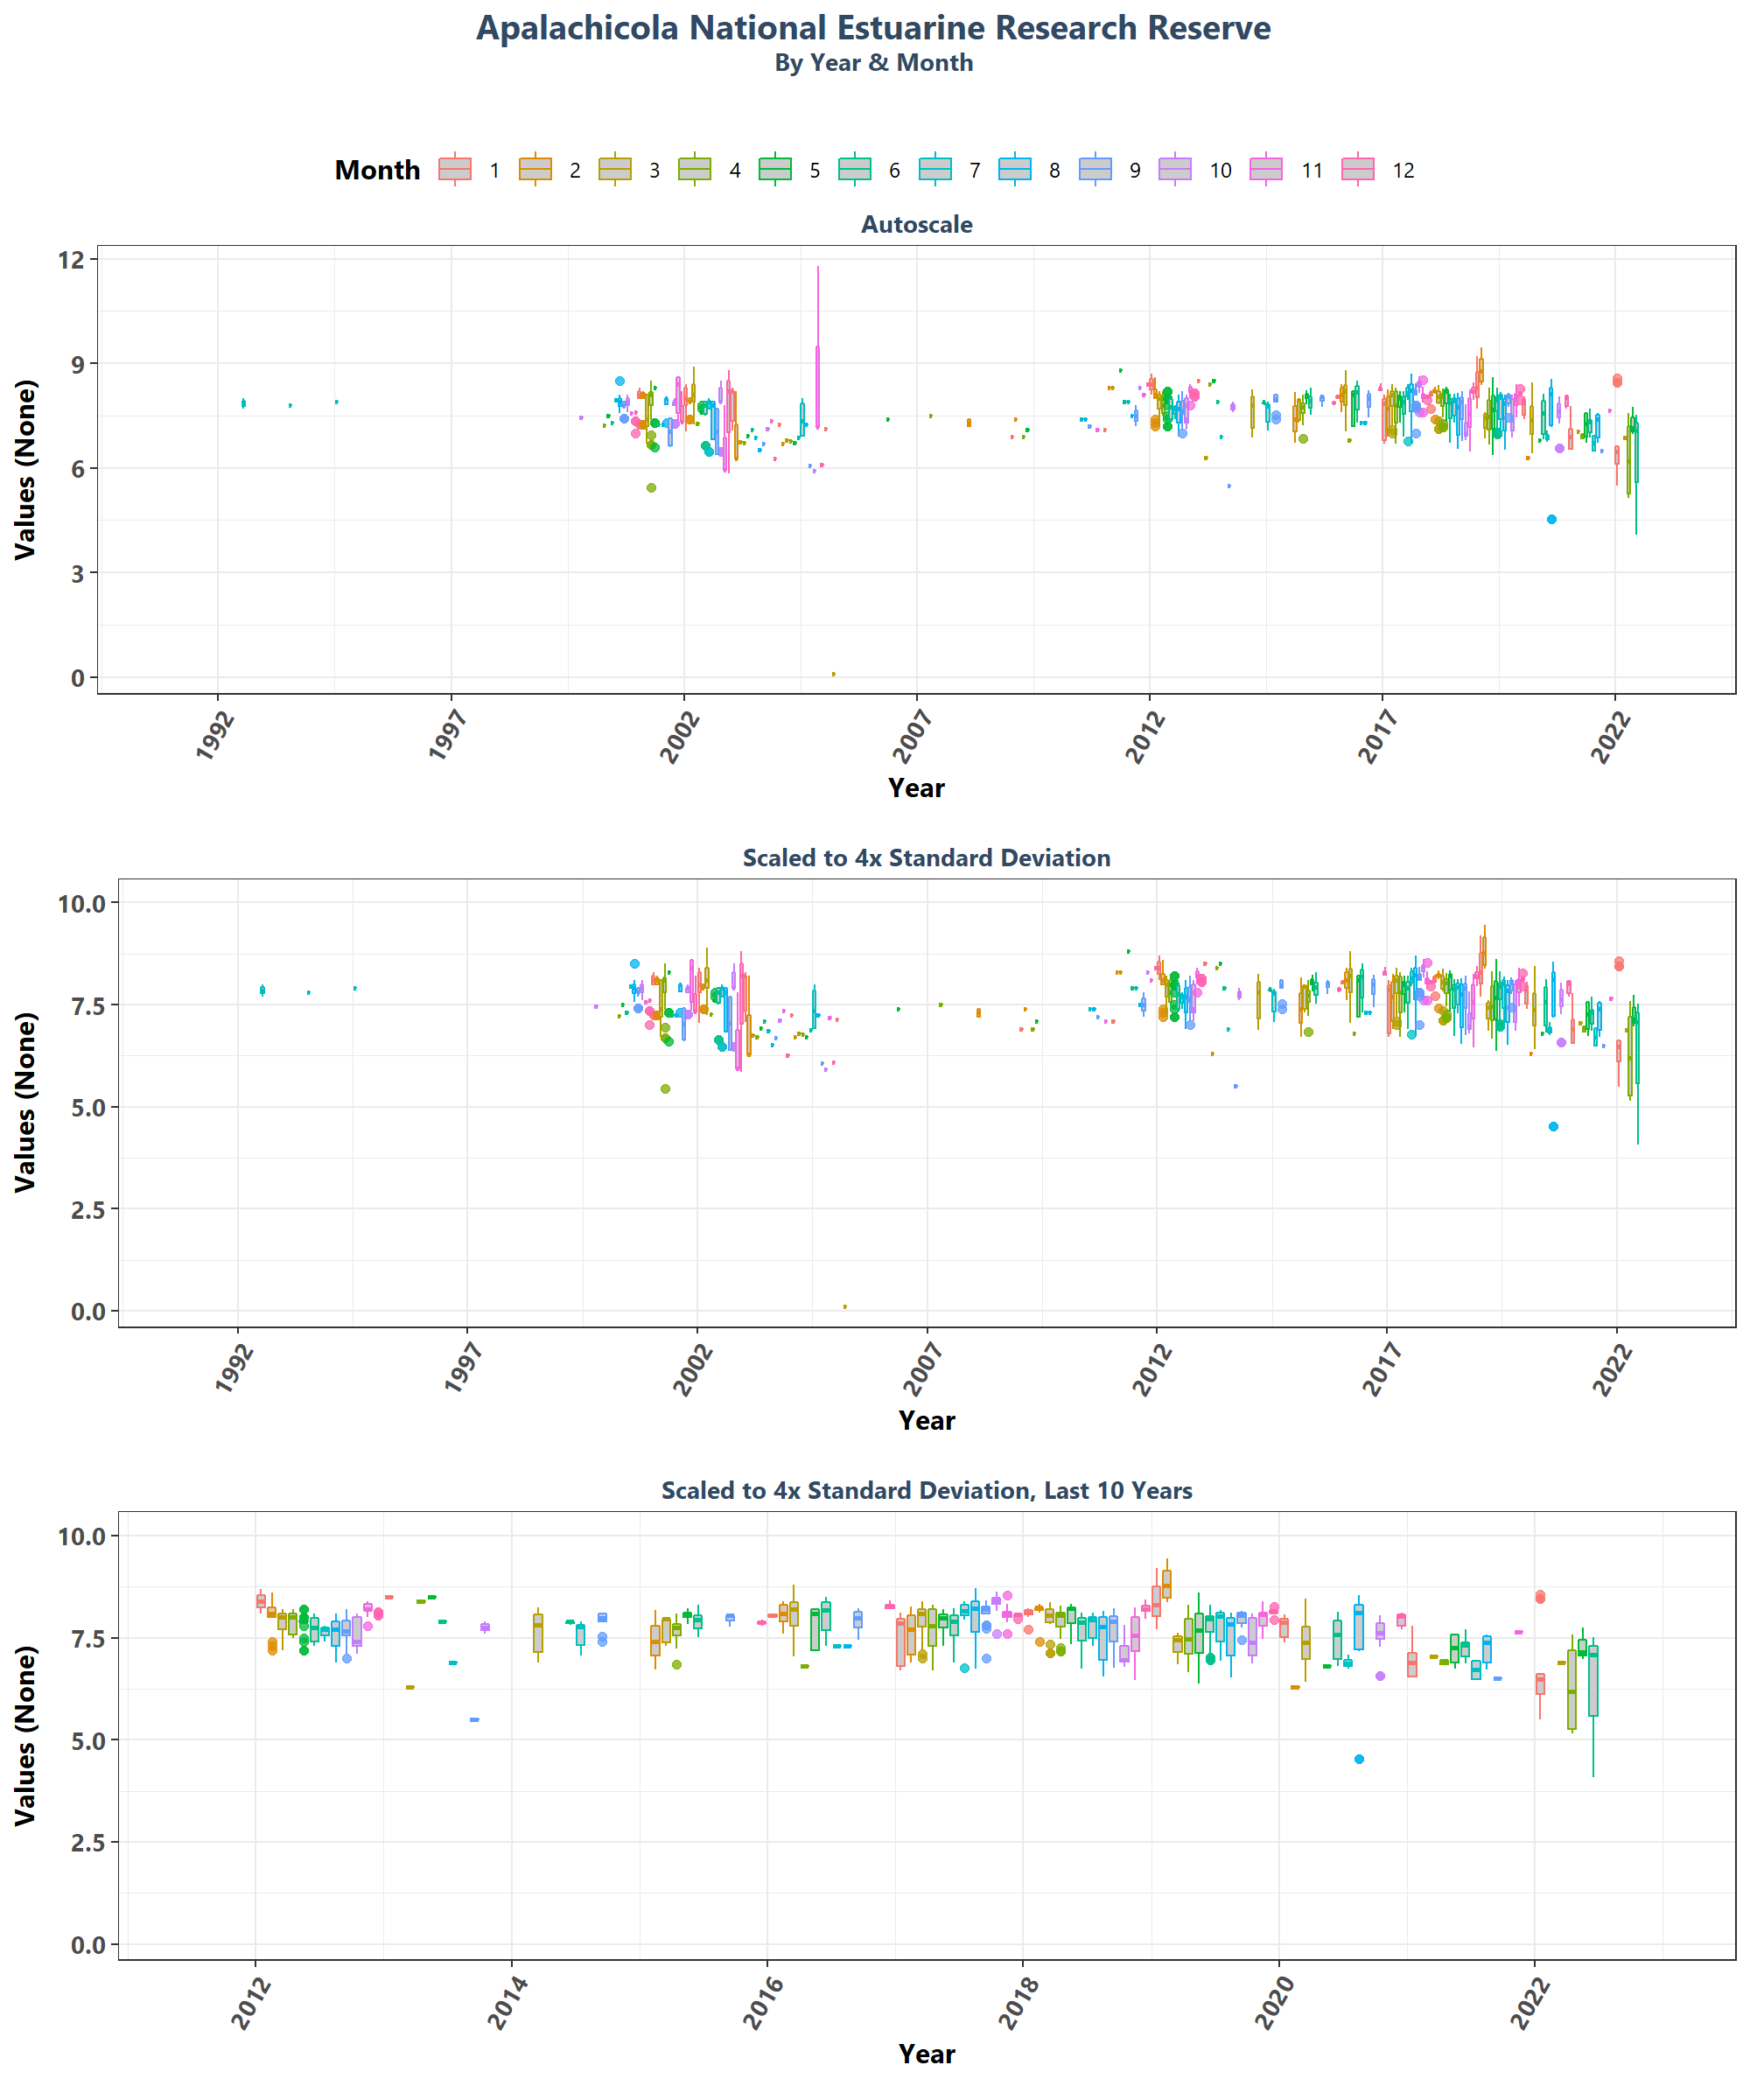 Apalachicola National Estuarine Research Reserve
By Year & Month
Month 1 2 3 4 5 6 7 8 9 10 11 12
Autoscale
12
9
6
3
0
Values (None)
1992 1997 2002 2007 2012 2017 2022
Year
Scaled to 4x Standard Deviation
10.0
7.5
5.0
2.5
0.0
Values (None)
1992 1997 2002 2007 2012 2017 2022
Year
Scaled to 4x Standard Deviation, Last 10 Years
10.0
7.5
5.0
2.5
0.0
Values (None)
2012 2014 2016 2018 2020 2022
Year